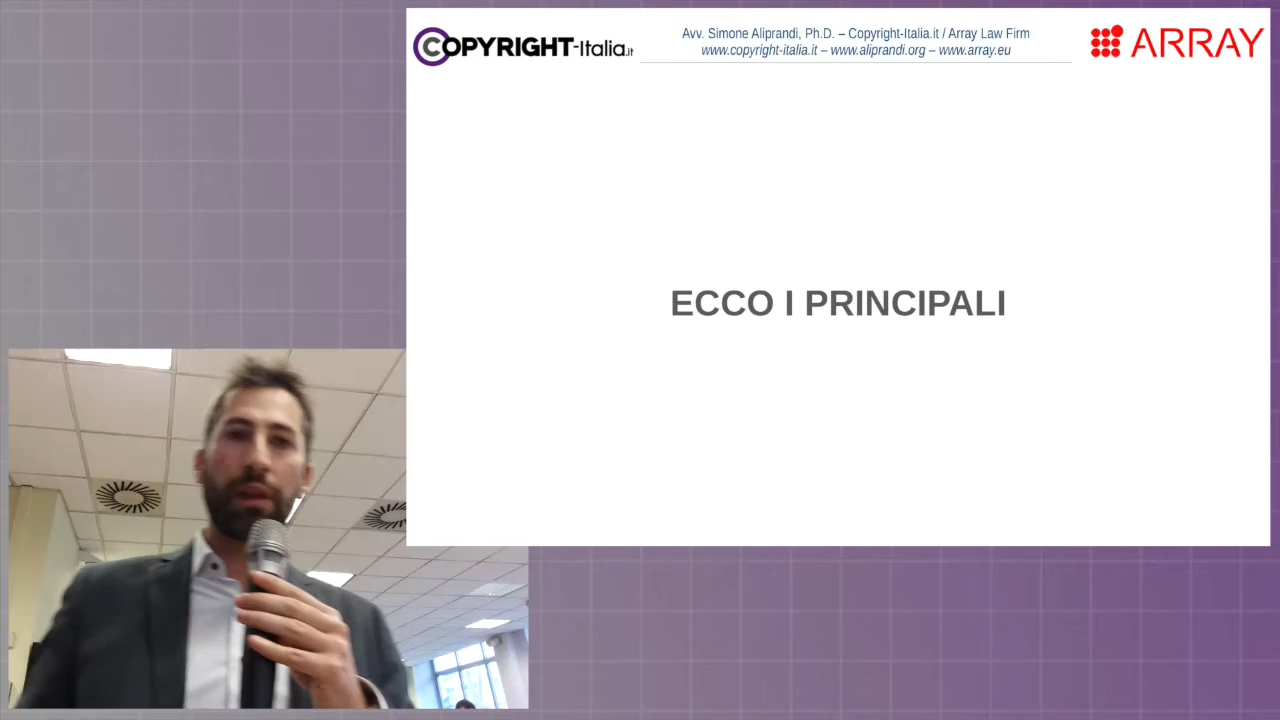 COPYRIGHT-Italia.it
Avv. Simone Aliprandi, Ph.D. – Copyright-Italia.it / Array Law Firm
www.copyright-italia.it – www.aliprandi.org – www.array.eu
ARRAY
ECCO I PRINCIPALI